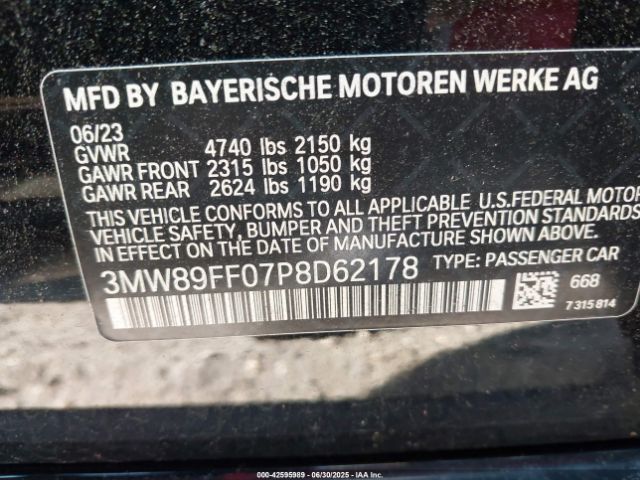 MFD BY BAYERISCHE MOTOREN WERKE AG
06/23
GVWR 4740 lbs 2150 kg
GAWR FRONT 2315 lbs 1050 kg
GAWR REAR 2624 lbs 1190 kg
THIS VEHICLE CONFORMS TO ALL APPLICABLE U.S.FEDERAL MOTOR
VEHICLE SAFETY, BUMPER AND THEFT PREVENTION STANDARDS
IN EFFECT ON THE DATE OF MANUFACTURE SHOWN ABOVE.
3MW89FF07P8D62178 TYPE: PASSENGER CAR
668
7 315 814
000-42595989 | 06/30/2025 - IAA Inc.